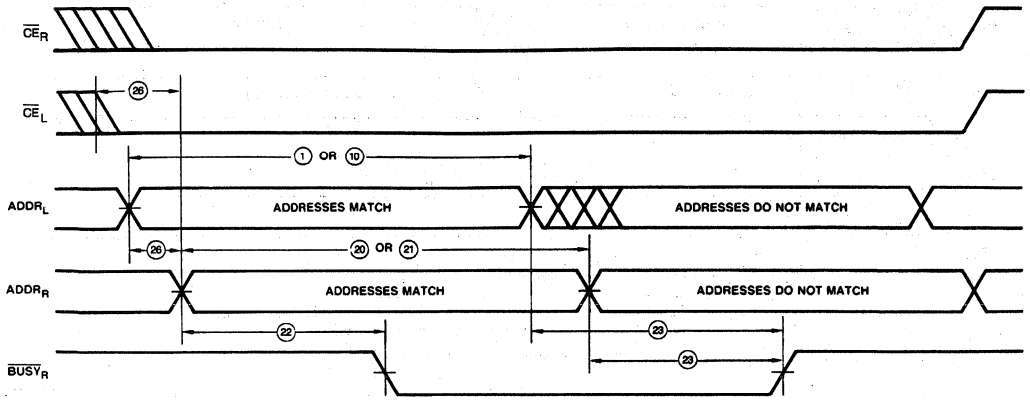 CE_R
CE_L
26
1 OR 10
ADDR_L
ADDRESSES MATCH
ADDRESSES DO NOT MATCH
26
20 OR 21
ADDR_R
ADDRESSES MATCH
ADDRESSES DO NOT MATCH
22
23
23
BUSY_R